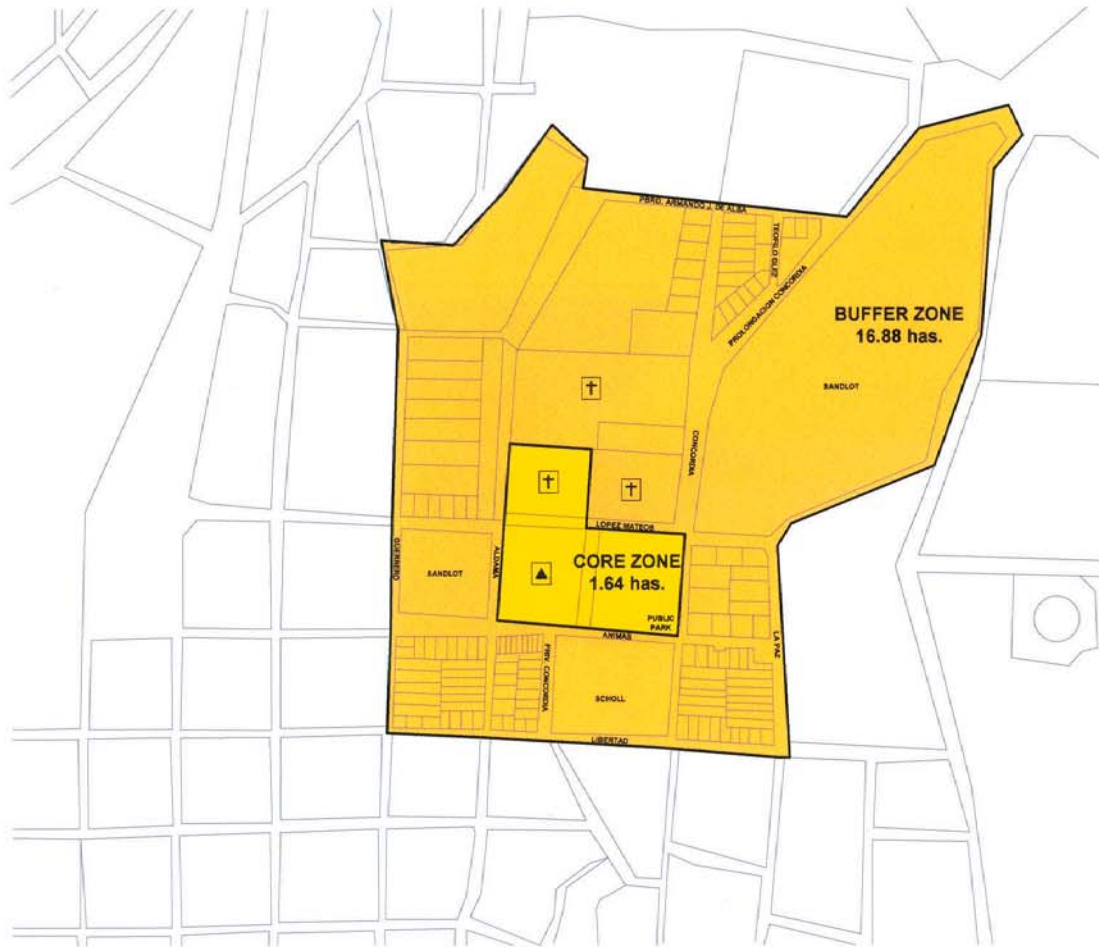 PBRO. ARMANDO J. DE ALBA
TEOFILO GLEZ
PROLONGACION CONCORDIA
BUFFER ZONE
16.88 has.
SANDLOT
CONCORDIA
LOPEZ MATEOS
GUERRERO
SANDLOT
ALDAMA
CORE ZONE
1.64 has.
PUBLIC
PARK
ANIMAS
LA PAZ
PRIV. CONCORDIA
SCHOLL
LIBERTAD